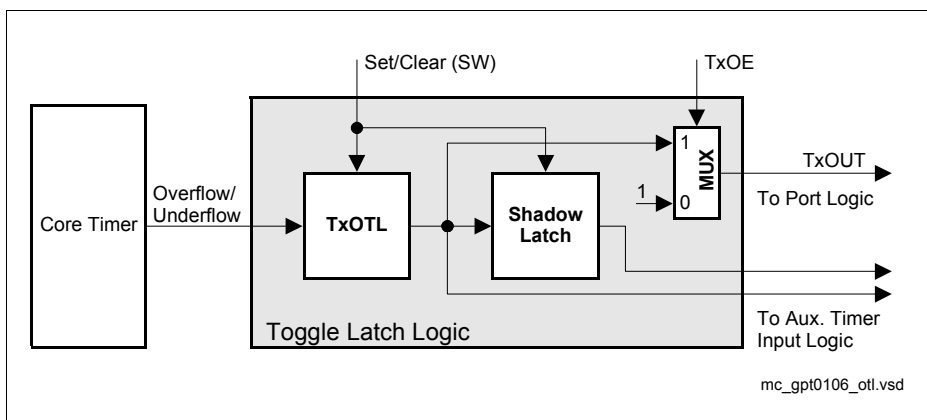 Set/Clear (SW)
TxOE
Core Timer
Overflow/
Underflow
TxOTL
Shadow
Latch
1
MUX
1
0
TxOUT
To Port Logic
To Aux. Timer
Input Logic
Toggle Latch Logic
mc_gpt0106_otl.vsd